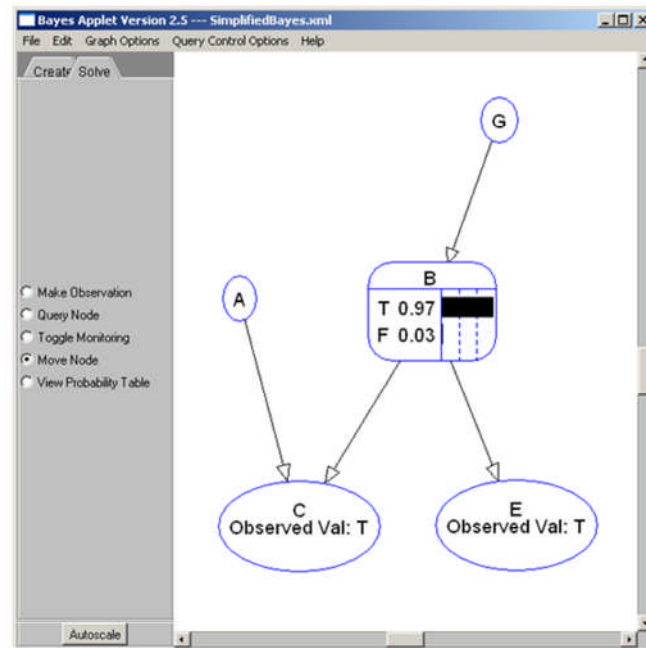 Bayes Applet Version 2.5 --- SimplifiedBayes.xml
File Edit Graph Options Query Control Options Help
Create Solve
G
B
T 0.97
F 0.03
A
Make Observation
Query Node
Toggle Monitoring
Move Node
View Probability Table
C
Observed Val: T
E
Observed Val: T
Autoscale